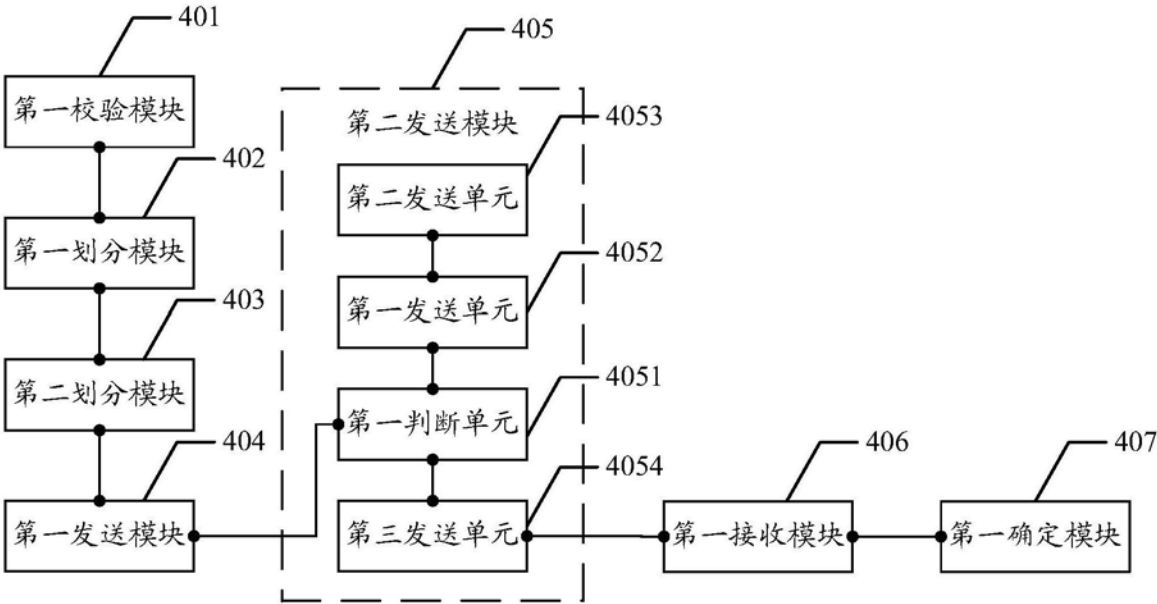 401
第一校验模块
402
第一划分模块
403
第二划分模块
404
第一发送模块
405
第二发送模块
4053
第二发送单元
4052
第一发送单元
4051
第一判断单元
4054
第三发送单元
406
第一接收模块
407
第一确定模块